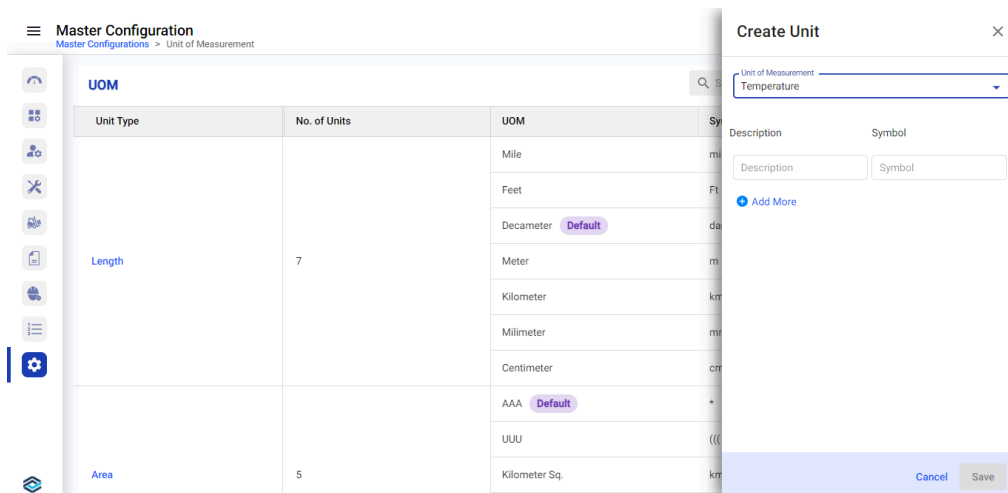 Master Configuration
Master Configurations > Unit of Measurement
UOM
Unit Type No. of Units UOM
Length 7
Mile
Feet Ft
Decameter Default
Meter m
Kilometer
Milimeter
Centimeter
Area 5
AAA Default *
UUU (((
Kilometer Sq.
Create Unit
Unit of Measurement
Temperature
Description Symbol
Description Symbol
Add More
Cancel Save